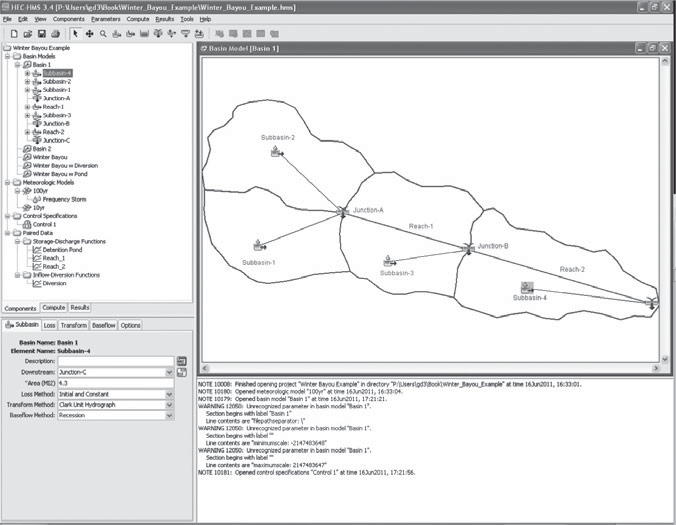 HEC-HMS 3.4 [P:\Users\gd3\Book\Winter_Bayou_Example\Winter_Bayou_Example.hms]
File Edit View Components Parameters Compute Results Tools Help
Winter Bayou Example
Basin Models
Basin 1
Subbasin-4
Subbasin-2
Subbasin-1
Junction-A
Reach-1
Subbasin-3
Junction-B
Reach-2
Junction-C
Basin 2
Winter Bayou
Winter Bayou w Diversion
Winter Bayou w Pond
Meteorologic Models
100yr
Frequency Storm
10yr
Control Specifications
Control 1
Paired Data
Storage-Discharge Functions
Detention Pond
Reach_1
Reach_2
Inflow-Diversion Functions
Diversion
Components Compute Results
Subbasin Loss Transform Baseflow Options
Basin Name: Basin 1
Element Name: Subbasin-4
Description:
Downstream: Junction-C
*Area (MI2) 4.3
Loss Method: Initial and Constant
Transform Method: Clark Unit Hydrograph
Baseflow Method: Recession
Basin Model [Basin 1]
Subbasin-2
Junction-A
Reach-1
Subbasin-1
Junction-B
Subbasin-3
Reach-2
Subbasin-4
NOTE 10008: Finished opening project "Winter Bayou Example" in directory "P:\Users\gd3\Book\Winter_Bayou_Example" at time 16Jun2011, 16:33:01.
NOTE 10180: Opened meteorologic model "100yr" at time 16Jun2011, 16:33:04.
NOTE 10179: Opened basin model "Basin 1" at time 16Jun2011, 17:21:21.
WARNING 12050: Unrecognized parameter in basin model "Basin 1".
Section begins with label "Basin 1"
Line contents are "filepathseparator: \"
WARNING 12050: Unrecognized parameter in basin model "Basin 1".
Section begins with label ""
Line contents are "minimumscale: -2147483648"
WARNING 12050: Unrecognized parameter in basin model "Basin 1".
Section begins with label ""
Line contents are "maximumscale: 2147483647"
NOTE 10181: Opened control specifications "Control 1" at time 16Jun2011, 17:21:56.